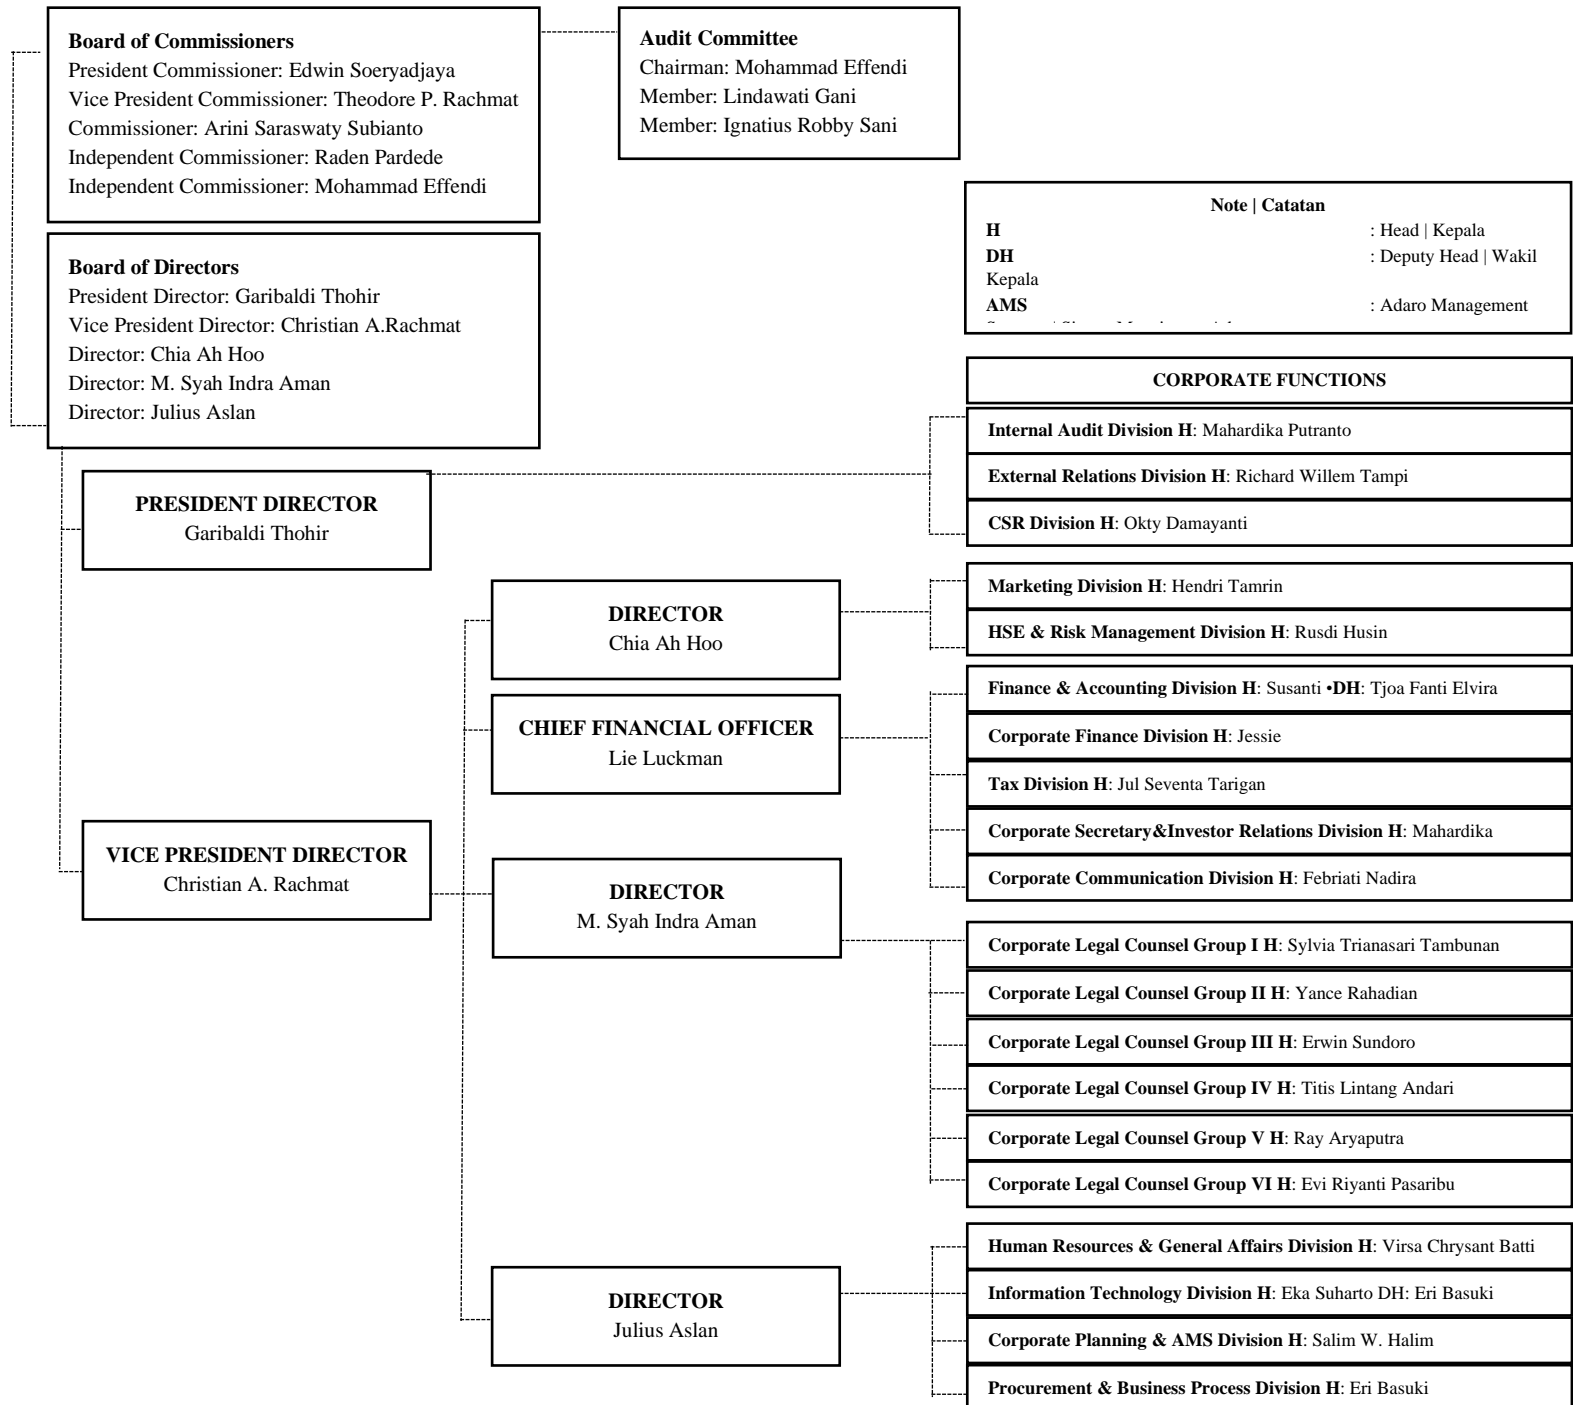 Board of Commissioners
President Commissioner: Edwin Soeryadjaya
Vice President Commissioner: Theodore P. Rachmat
Commissioner: Arini Saraswaty Subianto
Independent Commissioner: Raden Pardede
Independent Commissioner: Mohammad Effendi
Audit Committee
Chairman: Mohammad Effendi
Member: Lindawati Gani
Member: Ignatius Robby Sani
Note | Catatan
H : Head | Kepala
DH : Deputy Head | Wakil
Kepala
AMS : Adaro Management
Board of Directors
President Director: Garibaldi Thohir
Vice President Director: Christian A.Rachmat
Director: Chia Ah Hoo
Director: M. Syah Indra Aman
Director: Julius Aslan
CORPORATE FUNCTIONS
PRESIDENT DIRECTOR
Garibaldi Thohir
Internal Audit Division H: Mahardika Putranto
External Relations Division H: Richard Willem Tampi
CSR Division H: Okty Damayanti
DIRECTOR
Chia Ah Hoo
Marketing Division H: Hendri Tamrin
HSE & Risk Management Division H: Rusdi Husin
CHIEF FINANCIAL OFFICER
Lie Luckman
Finance & Accounting Division H: Susanti •DH: Tjoa Fanti Elvira
Corporate Finance Division H: Jessie
Tax Division H: Jul Seventa Tarigan
Corporate Secretary&Investor Relations Division H: Mahardika
Corporate Communication Division H: Febriati Nadira
VICE PRESIDENT DIRECTOR
Christian A. Rachmat
DIRECTOR
M. Syah Indra Aman
Corporate Legal Counsel Group I H: Sylvia Trianasari Tambunan
Corporate Legal Counsel Group II H: Yance Rahadian
Corporate Legal Counsel Group III H: Erwin Sundoro
Corporate Legal Counsel Group IV H: Titis Lintang Andari
Corporate Legal Counsel Group V H: Ray Aryaputra
Corporate Legal Counsel Group VI H: Evi Riyanti Pasaribu
DIRECTOR
Julius Aslan
Human Resources & General Affairs Division H: Virsa Chrysant Batti
Information Technology Division H: Eka Suharto DH: Eri Basuki
Corporate Planning & AMS Division H: Salim W. Halim
Procurement & Business Process Division H: Eri Basuki